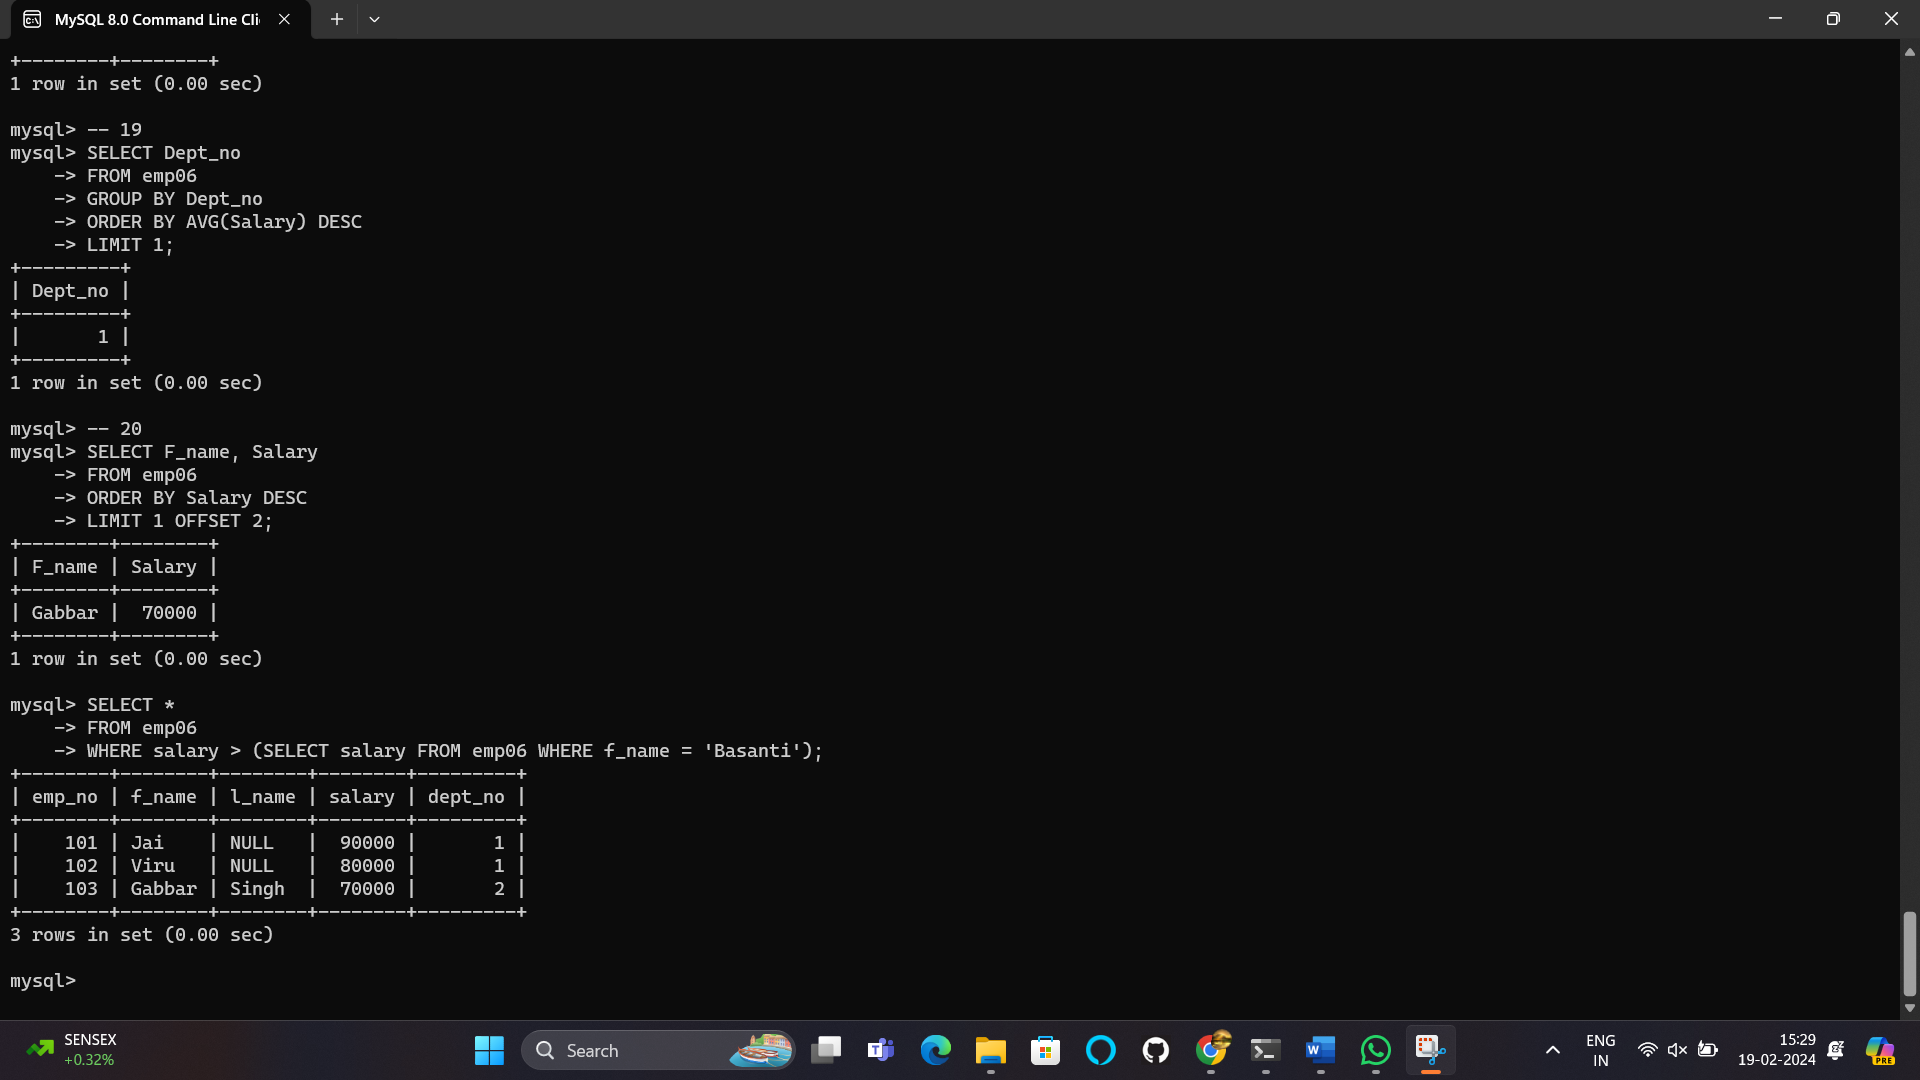 MySQL 8.0 Command Line Cli
+--------+--------+
1 row in set (0.00 sec)
mysql> -- 19
mysql> SELECT Dept_no
    -> FROM emp06
    -> GROUP BY Dept_no
    -> ORDER BY AVG(Salary) DESC
    -> LIMIT 1;
+---------+
| Dept_no |
+---------+
|       1 |
+---------+
1 row in set (0.00 sec)
mysql> -- 20
mysql> SELECT F_name, Salary
    -> FROM emp06
    -> ORDER BY Salary DESC
    -> LIMIT 1 OFFSET 2;
+--------+--------+
| F_name | Salary |
+--------+--------+
| Gabbar |  70000 |
+--------+--------+
1 row in set (0.00 sec)
mysql> SELECT *
    -> FROM emp06
    -> WHERE salary > (SELECT salary FROM emp06 WHERE f_name = 'Basanti');
+--------+--------+--------+--------+---------+
| emp_no | f_name | l_name | salary | dept_no |
+--------+--------+--------+--------+---------+
|    101 | Jai    | NULL   |  90000 |       1 |
|    102 | Viru   | NULL   |  80000 |       1 |
|    103 | Gabbar | Singh  |  70000 |       2 |
+--------+--------+--------+--------+---------+
3 rows in set (0.00 sec)
mysql>
SENSEX
+0.32%
Search
ENG
IN
15:29
19-02-2024
PRE